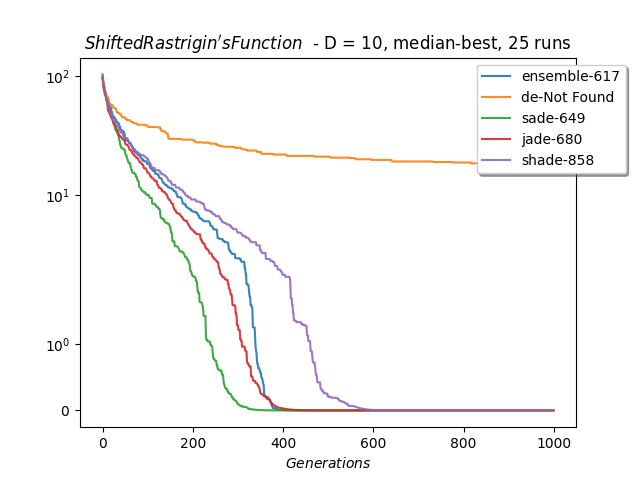 ShiftedRastrigin'sFunction - D = 10, median-best, 25 runs
ensemble-617
de-Not Found
sade-649
jade-680
shade-858
10²
10¹
10⁰
0
0 200 400 600 800 1000
Generations